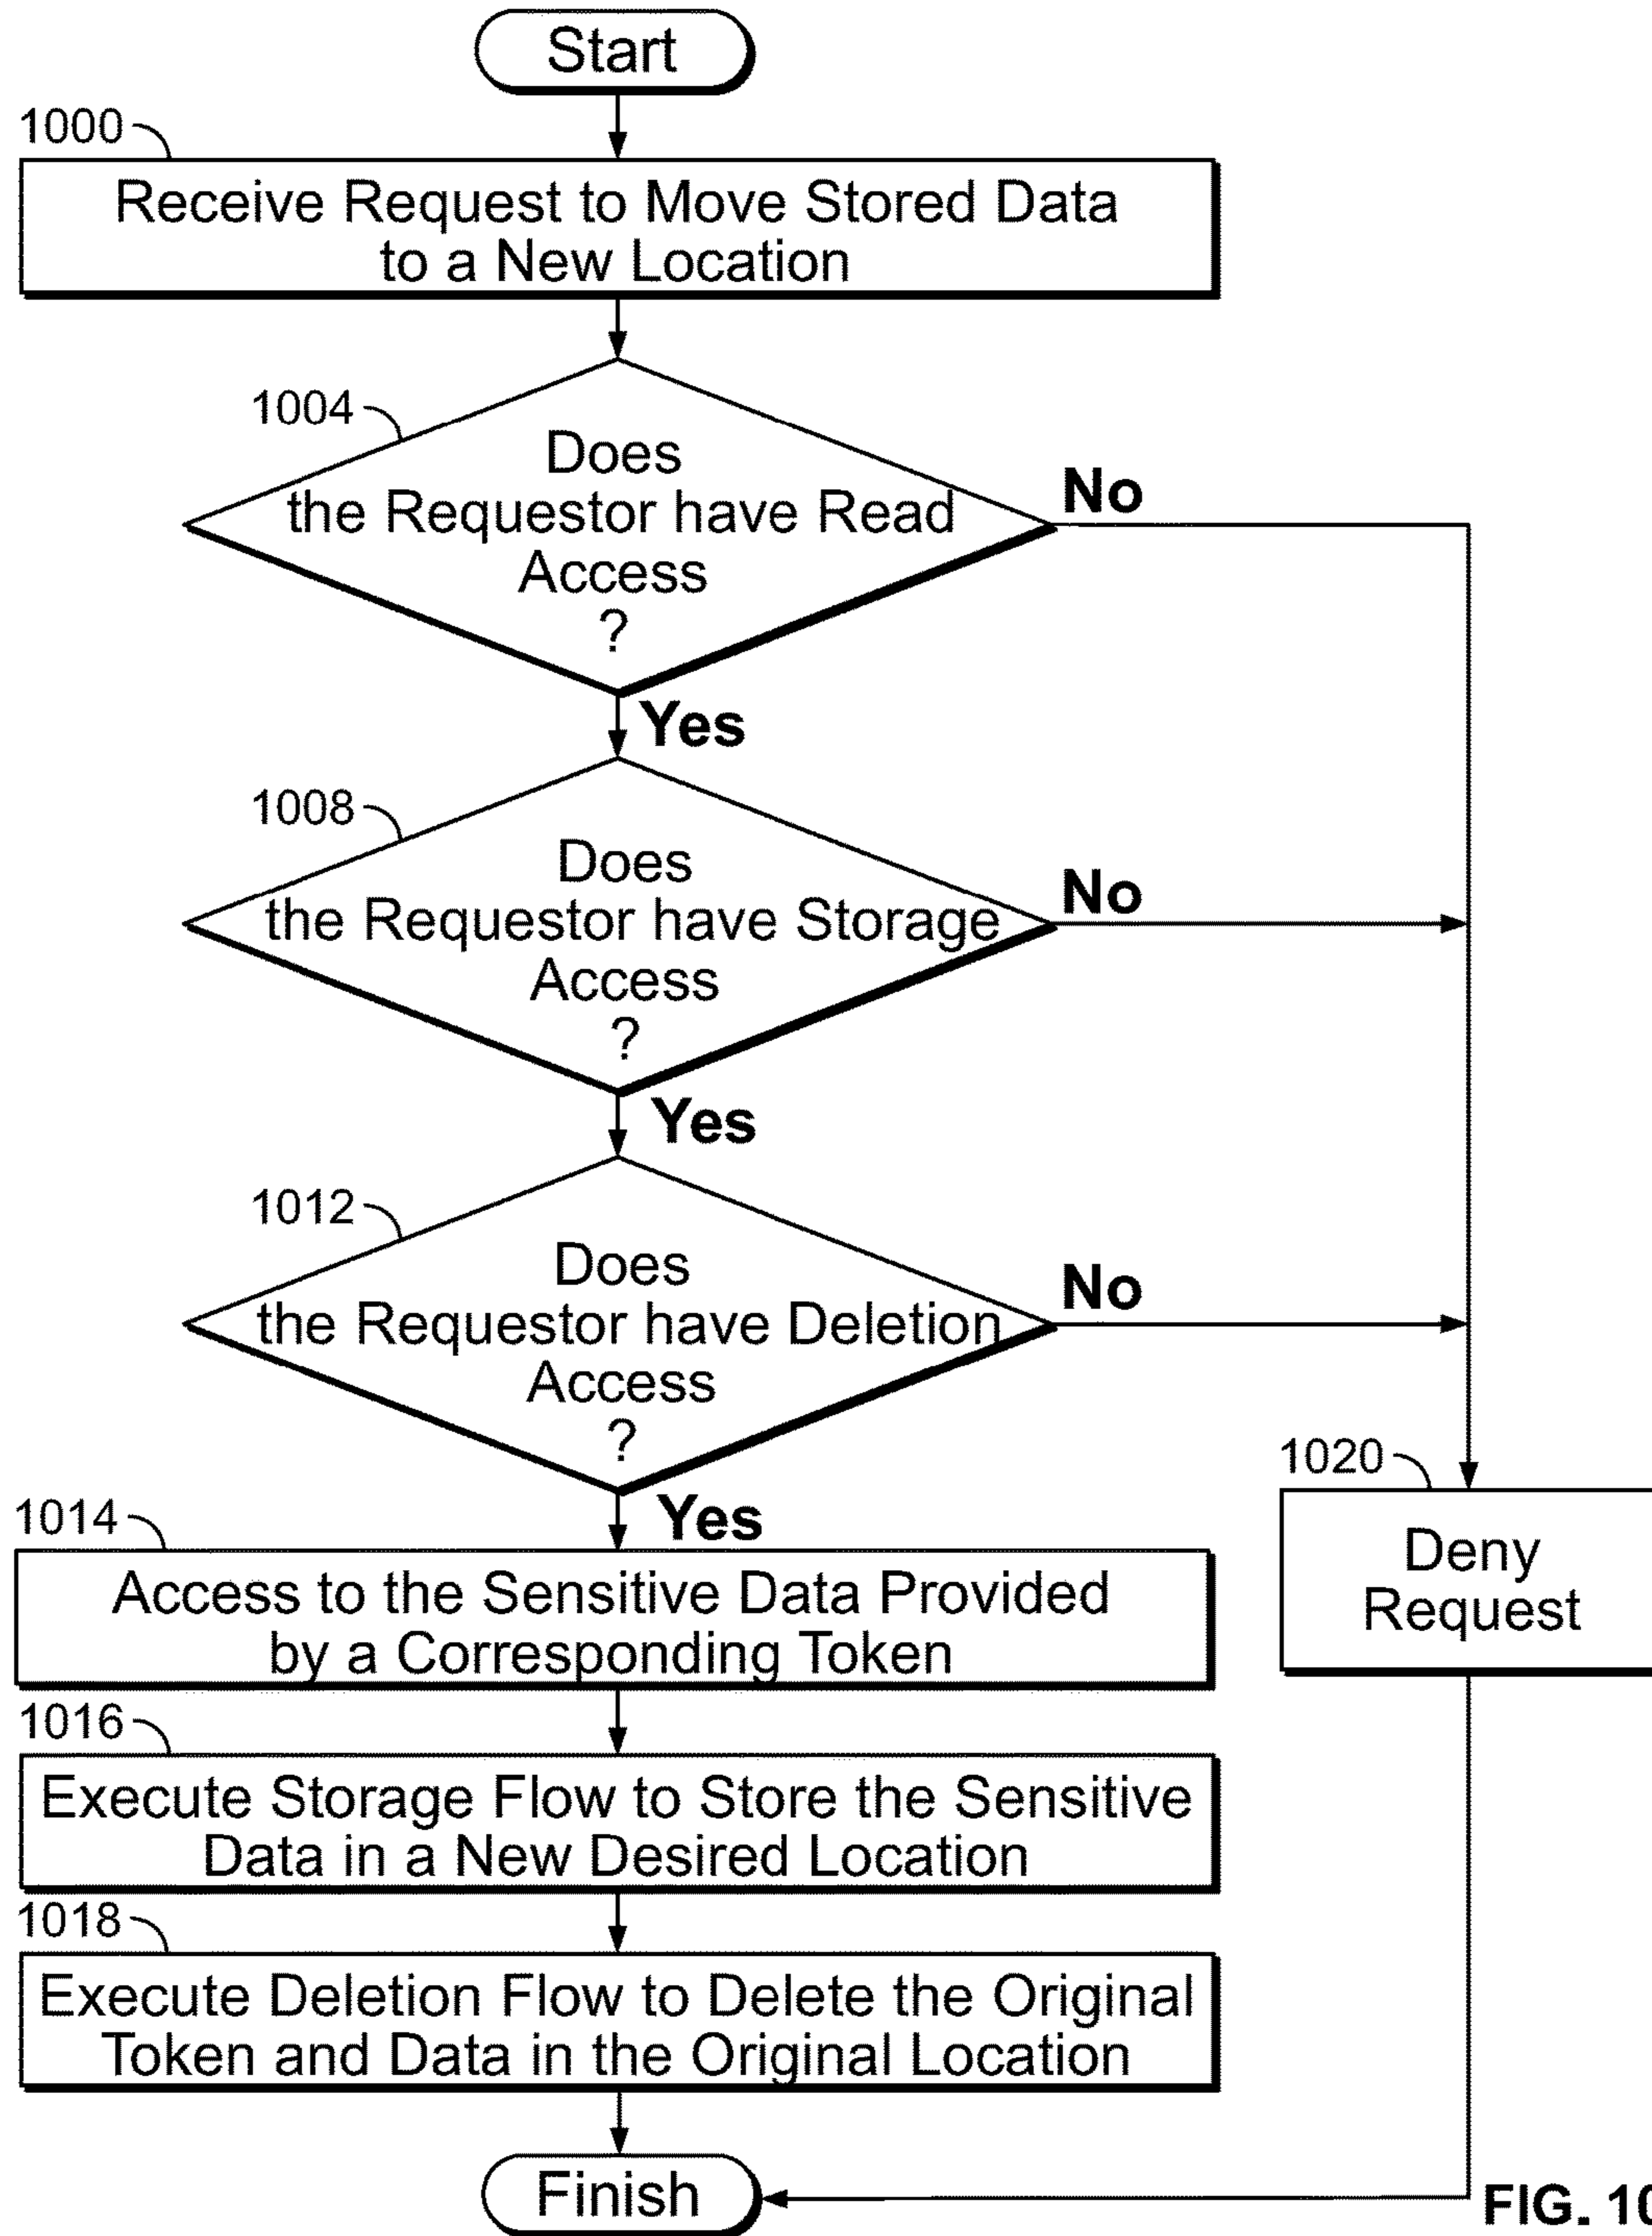 Start
1000
Receive Request to Move Stored Data
to a New Location
1004
Does
the Requestor have Read
Access
?
No
Yes
1008
Does
the Requestor have Storage
Access
?
No
Yes
1012
Does
the Requestor have Deletion
Access
?
No
Yes
1014
Access to the Sensitive Data Provided
by a Corresponding Token
1020
Deny
Request
1016
Execute Storage Flow to Store the Sensitive
Data in a New Desired Location
1018
Execute Deletion Flow to Delete the Original
Token and Data in the Original Location
Finish
FIG. 10